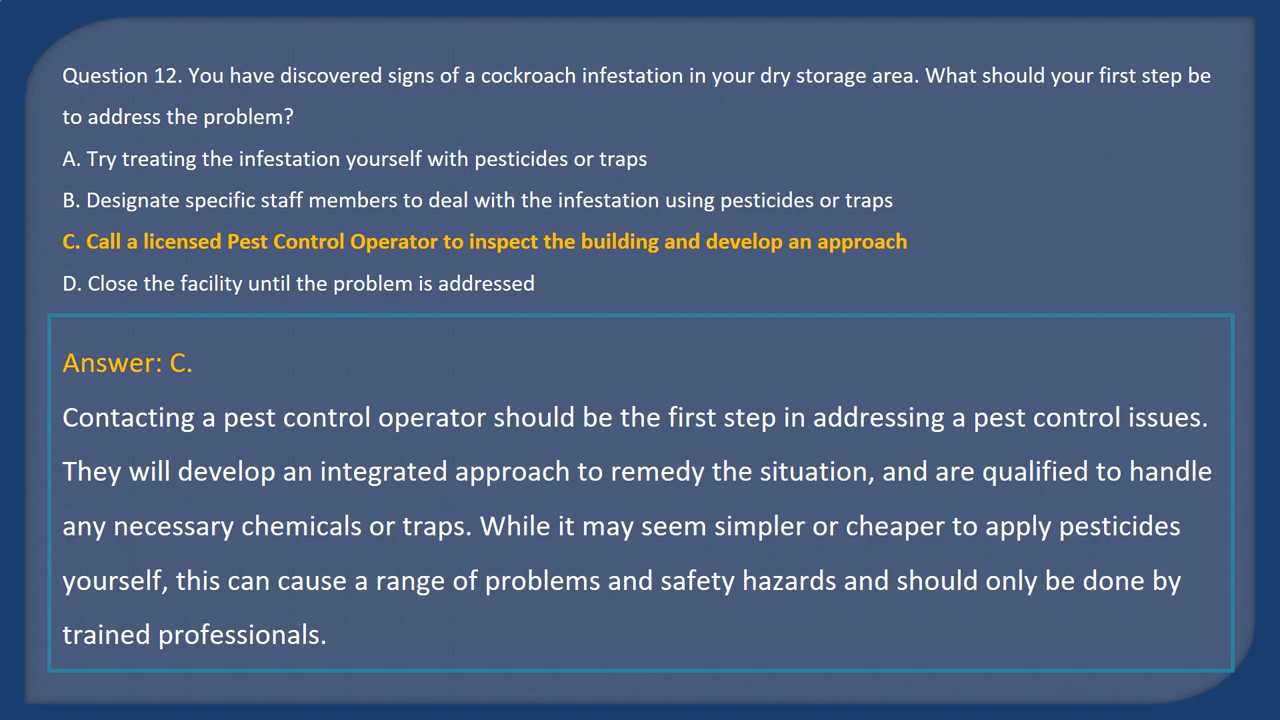 Question 12. You have discovered signs of a cockroach infestation in your dry storage area. What should your first step be
to address the problem?
A. Try treating the infestation yourself with pesticides or traps
B. Designate specific staff members to deal with the infestation using pesticides or traps
C. Call a licensed Pest Control Operator to inspect the building and develop an approach
D. Close the facility until the problem is addressed
Answer: C.
Contacting a pest control operator should be the first step in addressing a pest control issues.
They will develop an integrated approach to remedy the situation, and are qualified to handle
any necessary chemicals or traps. While it may seem simpler or cheaper to apply pesticides
yourself, this can cause a range of problems and safety hazards and should only be done by
trained professionals.